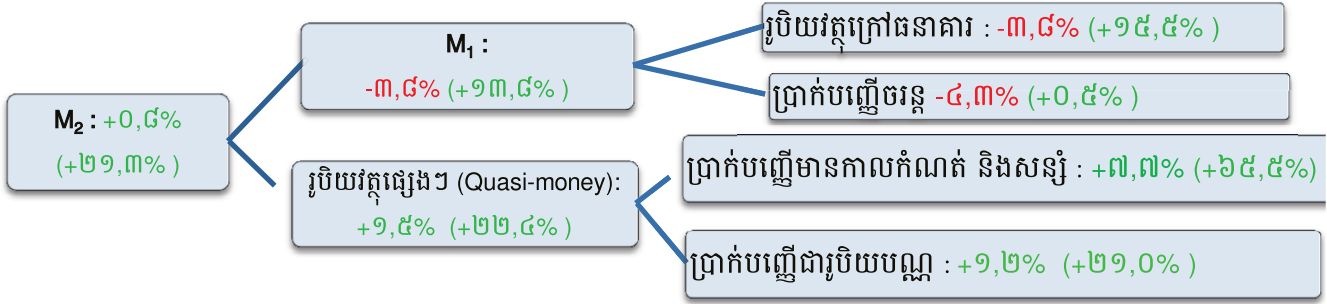 M₂ : +០,៨%
(+២១,៣% )
M₁ :
-៣,៨% (+១៣,៨% )
រូបិយវត្ថុផ្សេងៗ (Quasi-money):
+១,៥% (+២២,៤% )
រូបិយវត្ថុក្រៅធនាគារ : -៣,៨% (+១៥,៥% )
ប្រាក់បញ្ញើចរន្ត -៤,៣% (+០,៥% )
ប្រាក់បញ្ញើមានកាលកំណត់ និងសន្សំ : +៧,៧% (+៦៥,៥%)
ប្រាក់បញ្ញើជារូបិយបណ្ណ : +១,២% (+២១,០% )